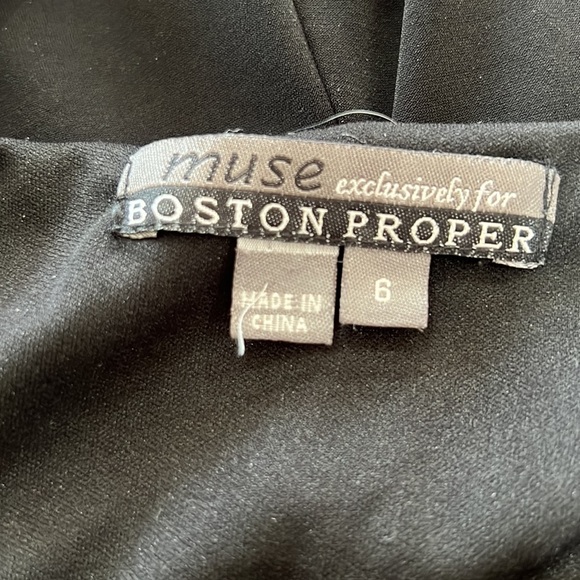 muse exclusively for
BOSTON PROPER
MADE IN
CHINA
6